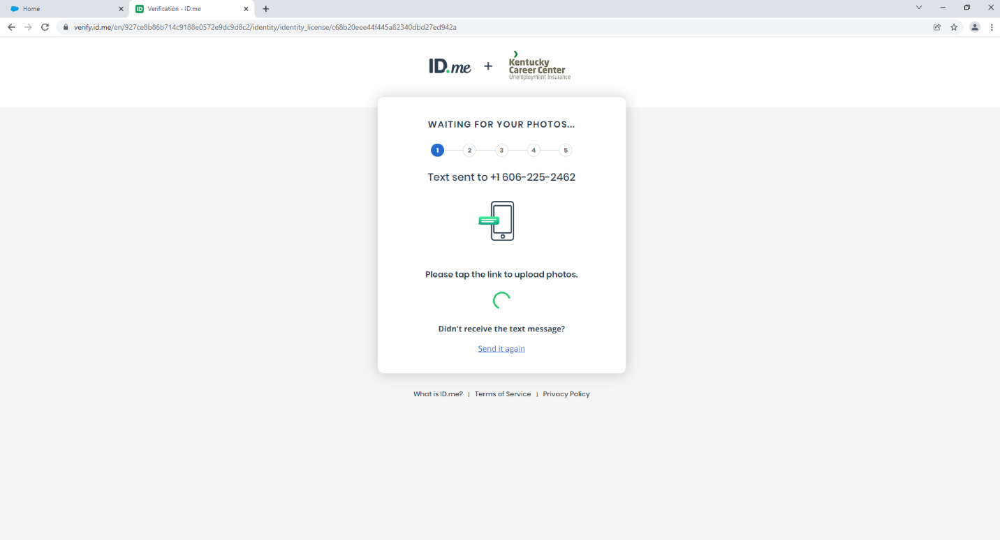 Home
Verification - ID.me
verify.id.me/en/927ce8b86b714c9188e0572e9dc9d8c2/identity/identity_license/c68b20eee44f445a82340dbd27ed942a
ID.me + Kentucky
Career Center
Unemployment Insurance
WAITING FOR YOUR PHOTOS...
1 2 3 4 5
Text sent to +1 606-225-2462
Please tap the link to upload photos.
Didn't receive the text message?
Send it again
What is ID.me? | Terms of Service | Privacy Policy